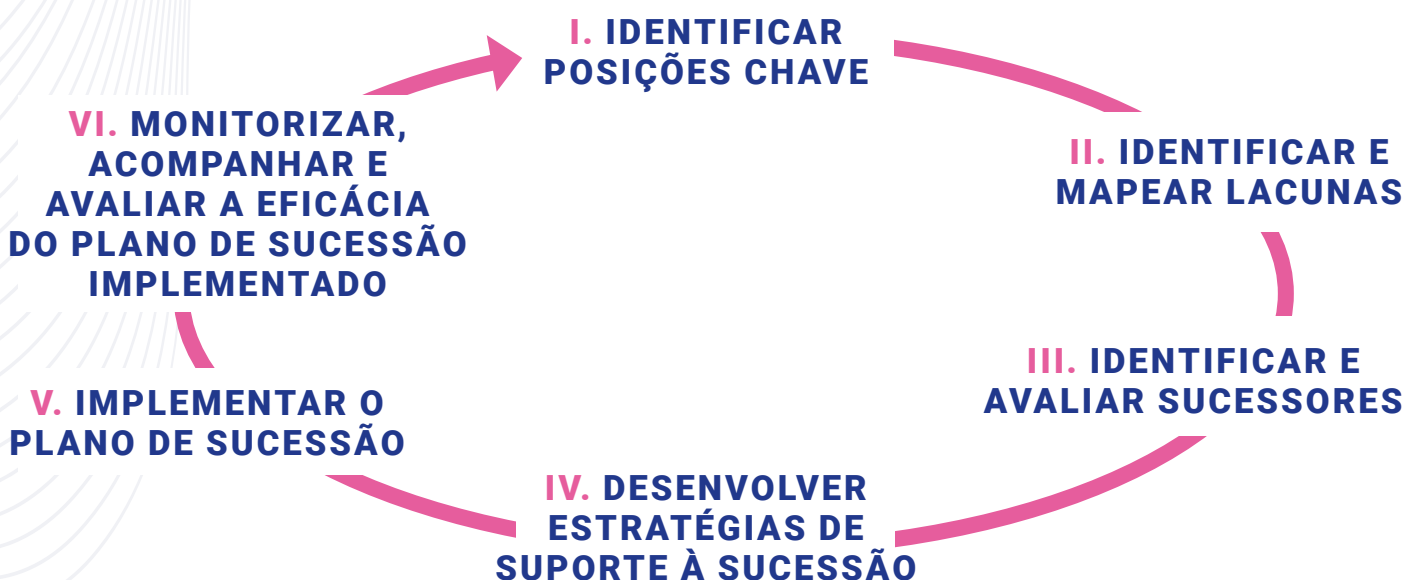 I. IDENTIFICAR
POSIÇÕES CHAVE
II. IDENTIFICAR E
MAPEAR LACUNAS
III. IDENTIFICAR E
AVALIAR SUCESSORES
IV. DESENVOLVER
ESTRATÉGIAS DE
SUPORTE À SUCESSÃO
V. IMPLEMENTAR O
PLANO DE SUCESSÃO
VI. MONITORIZAR,
ACOMPANHAR E
AVALIAR A EFICÁCIA
DO PLANO DE SUCESSÃO
IMPLEMENTADO